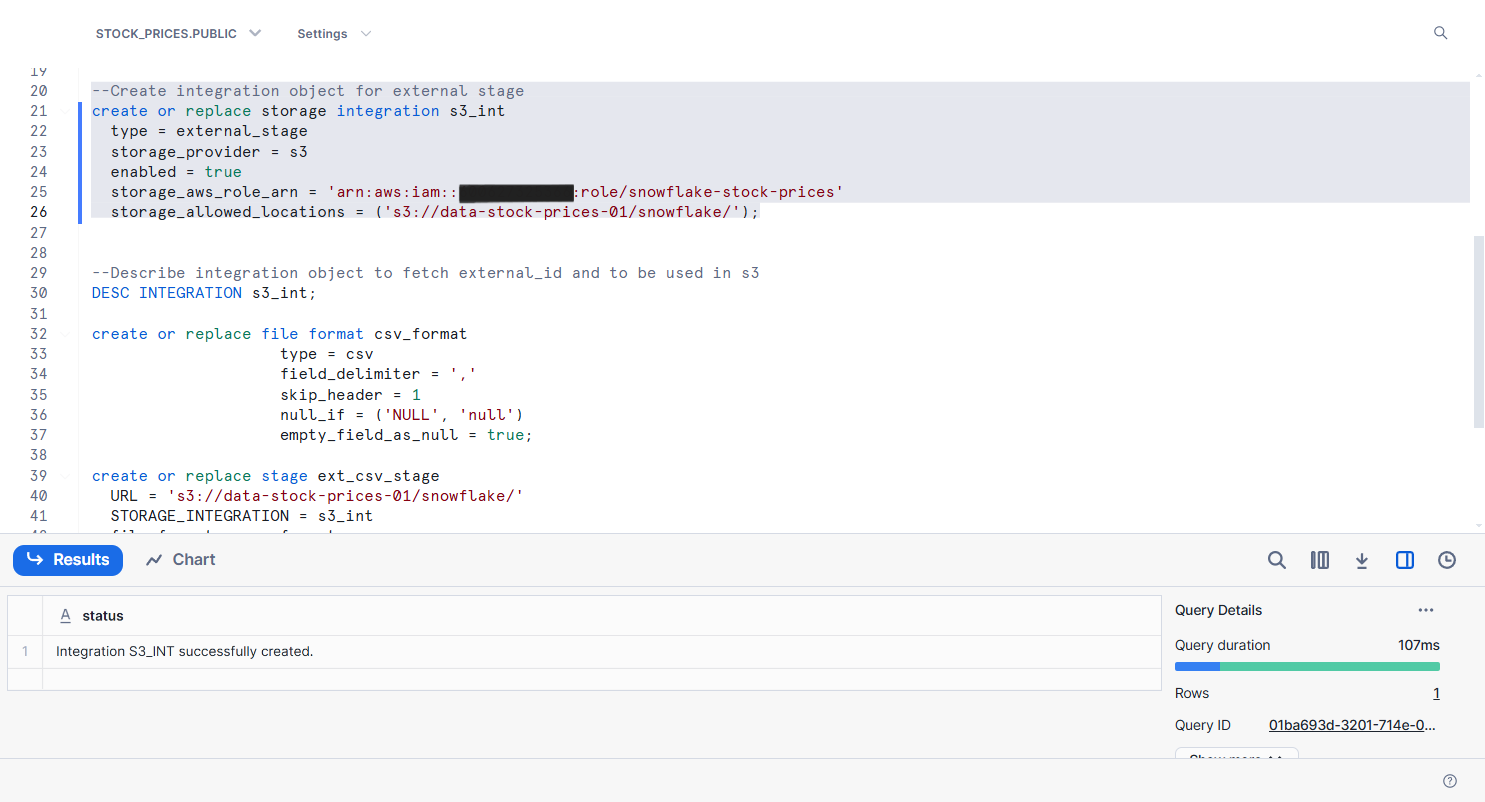 STOCK_PRICES.PUBLIC Settings
19
20 --Create integration object for external stage
21 create or replace storage integration s3_int
22   type = external_stage
23   storage_provider = s3
24   enabled = true
25   storage_aws_role_arn = 'arn:aws:iam:: :role/snowflake-stock-prices'
26   storage_allowed_locations = ('s3://data-stock-prices-01/snowflake/');
27
28
29 --Describe integration object to fetch external_id and to be used in s3
30 DESC INTEGRATION s3_int;
31
32 create or replace file format csv_format
33                     type = csv
34                     field_delimiter = ','
35                     skip_header = 1
36                     null_if = ('NULL', 'null')
37                     empty_field_as_null = true;
38
39 create or replace stage ext_csv_stage
40   URL = 's3://data-stock-prices-01/snowflake/'
41   STORAGE_INTEGRATION = s3_int
Results Chart
A status
1 Integration S3_INT successfully created.
Query Details ...
Query duration 107ms
Rows 1
Query ID 01ba693d-3201-714e-0...
Show more